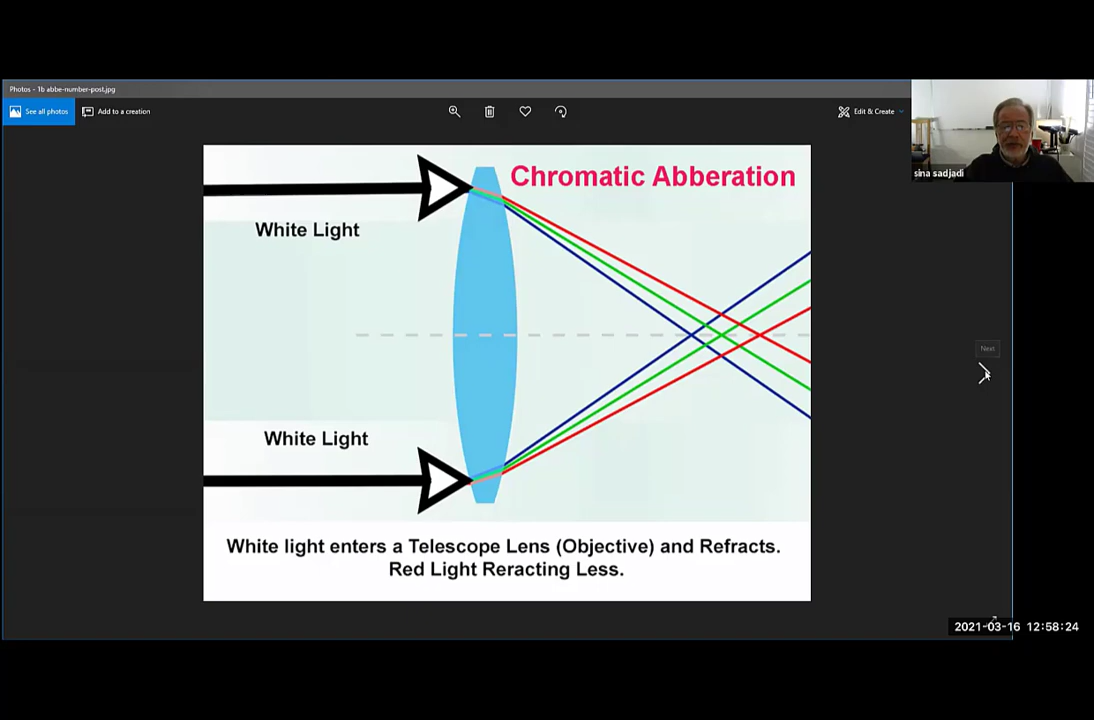 Photos - 1b abbe-number-post.jpg
See all photos
Add to a creation
Edit & Create
sina sadjadi
Chromatic Abberation
White Light
Next
White Light
White light enters a Telescope Lens (Objective) and Refracts.
Red Light Reracting Less.
2021-03-16 12:58:24